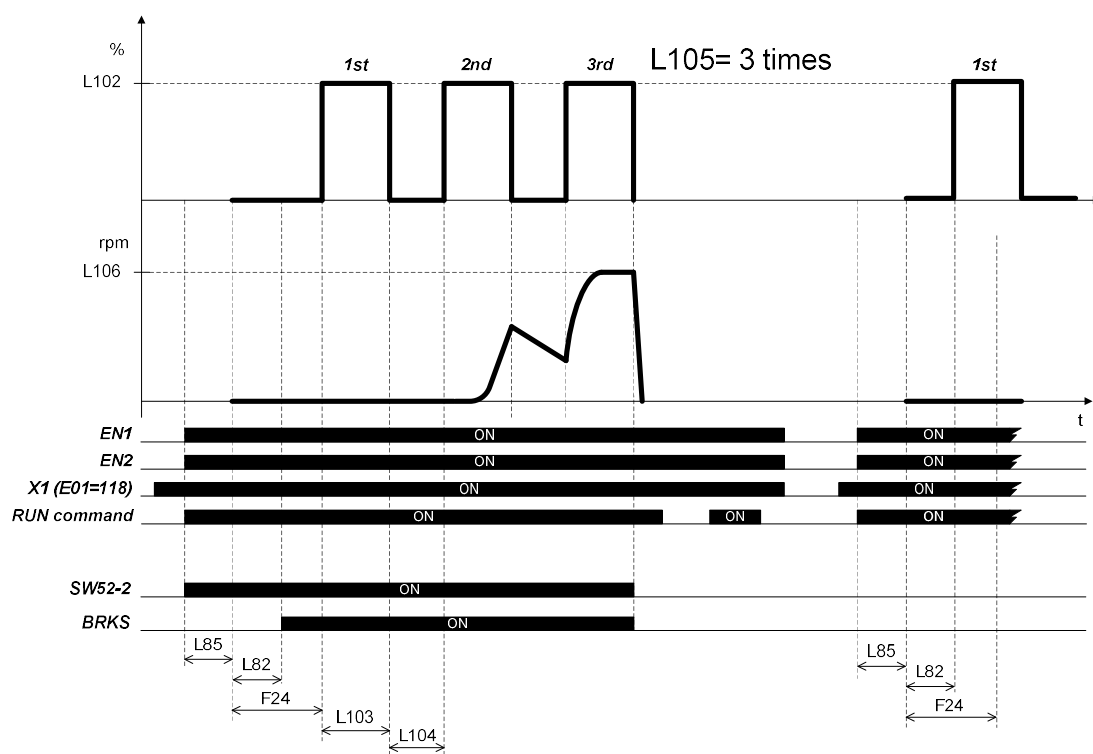 %
1st 2nd 3rd L105= 3 times 1st
L102
rpm
L106
t
EN1 ON ON
EN2 ON ON
X1 (E01=118) ON ON
RUN command ON ON ON
SW52-2 ON
BRKS ON
L85 L85
L82 L82
F24 F24
L103
L104